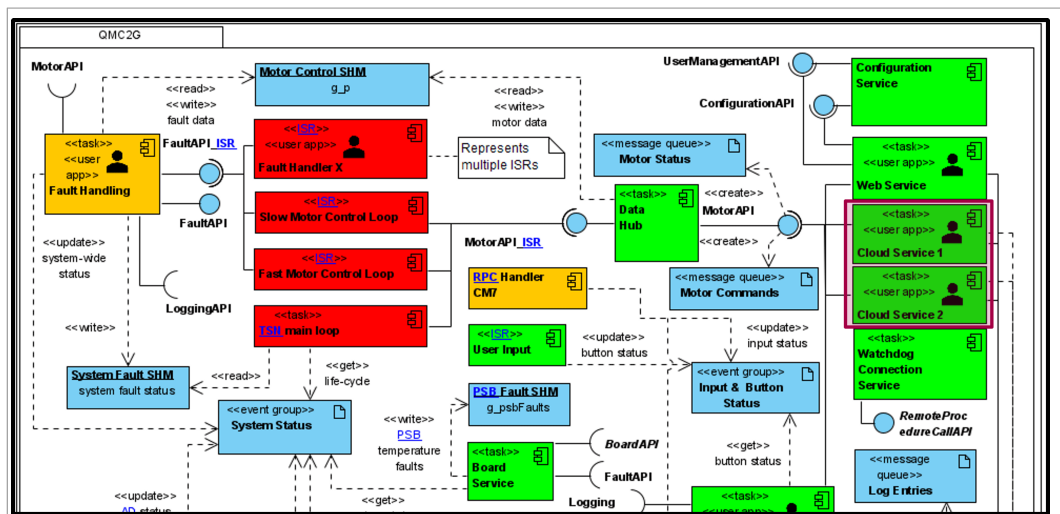 QMC2G
MotorAPI
Motor Control SHM
g_p
<<read>>
<<write>>
fault data
<<read>>
<<write>>
motor data
UserManagementAPI
Configuration
Service
ConfigurationAPI
<<task>>
<<user
app>>
Fault Handling
FaultAPI_ISR
FaultAPI
<<ISR>>
<<user app>>
Fault Handler X
Represents
multiple ISRs
<<message queue>>
Motor Status
<<task>>
<<user app>>
Web Service
<<ISR>>
Slow Motor Control Loop
<<task>>
Data
Hub
<<create>>
MotorAPI
<<create>>
MotorAPI_ISR
<<task>>
<<user app>>
Cloud Service 1
<<update>>
system-wide
status
<<ISR>>
Fast Motor Control Loop
RPC Handler
CM7
<<message queue>>
Motor Commands
<<task>>
<<user app>>
Cloud Service 2
LoggingAPI
<<task>>
TSN main loop
<<ISR>>
User Input
<<update>>
button status
<<update>>
input status
<<task>>
Watchdog
Connection
Service
<<write>>
System Fault SHM
system fault status
<<read>>
<<get>>
life-cycle
<<event group>>
Input & Button
Status
PSB Fault SHM
g_psbFaults
<<event group>>
System Status
<<write>>
PSB
temperature
faults
RemoteProc
edureCallAPI
<<task>>
Board
Service
BoardAPI
FaultAPI
<<get>>
button status
<<message
queue>>
Log Entries
Logging
<<update>>
AD status
<<get>>
<<task>>
<<user app>>